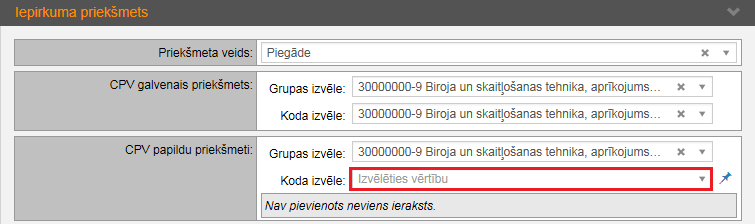 Iepirkuma priekšmets
Priekšmeta veids: Piegāde
CPV galvenais priekšmets: Grupas izvēle: 30000000-9 Biroja un skaitļošanas tehnika, aprīkojums...
Koda izvēle: 30000000-9 Biroja un skaitļošanas tehnika, aprīkojums...
CPV papildu priekšmeti: Grupas izvēle: 30000000-9 Biroja un skaitļošanas tehnika, aprīkojums...
Koda izvēle: Izvēlēties vērtību
Nav pievienots neviens ieraksts.